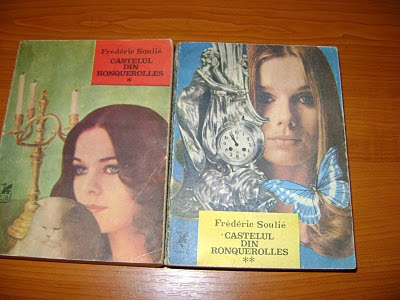 Frédéric Soulié
CASTELUL
DIN
RONQUEROLLES
*
Frédéric Soulié
CASTELUL
DIN
RONQUEROLLES
**